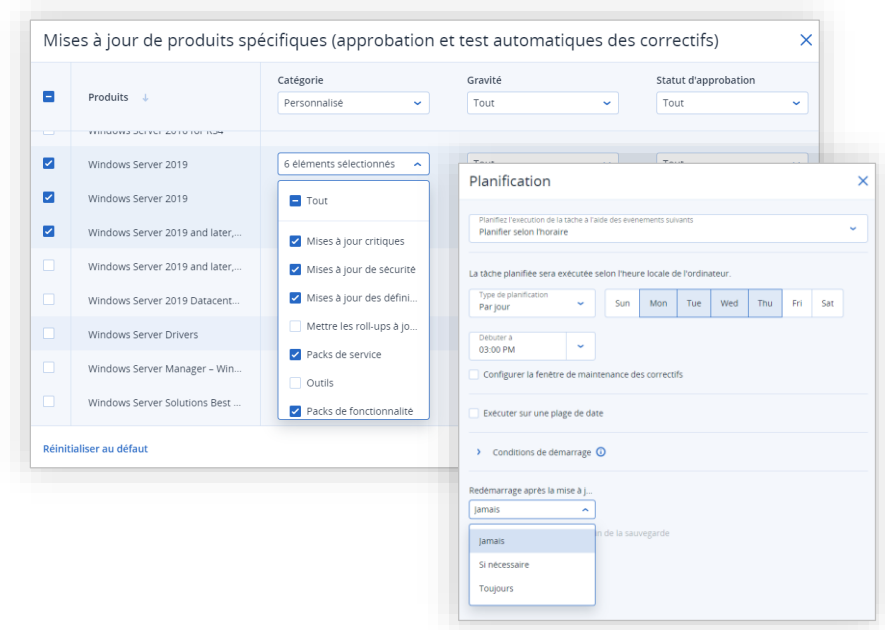 Mises à jour de produits spécifiques (approbation et test automatiques des correctifs)
Produits
Catégorie
Gravité
Statut d'approbation
Personnalisé
Tout
Tout
Windows Server 2019
6 éléments sélectionnés
Windows Server 2019
Windows Server 2019 and later,...
Windows Server 2019 and later,...
Windows Server 2019 Datacent...
Windows Server Drivers
Windows Server Manager – Win...
Windows Server Solutions Best ...
Réinitialiser au défaut
Tout
Mises à jour critiques
Mises à jour de sécurité
Mises à jour des défini...
Mettre les roll-ups à jo...
Packs de service
Outils
Packs de fonctionnalité
Planification
Planifiez l'exécution de la tâche à l'aide des événements suivants.
Planifier selon l'horaire
La tâche planifiée sera exécutée selon l'heure locale de l'ordinateur.
Type de planification
Par jour
Sun Mon Tue Wed Thu Fri Sat
Débuter à
03:00 PM
Configurer la fenêtre de maintenance des correctifs
Exécuter sur une plage de date
Conditions de démarrage
Redémarrage après la mise à j...
Jamais
n de la sauvegarde
Jamais
Si nécessaire
Toujours